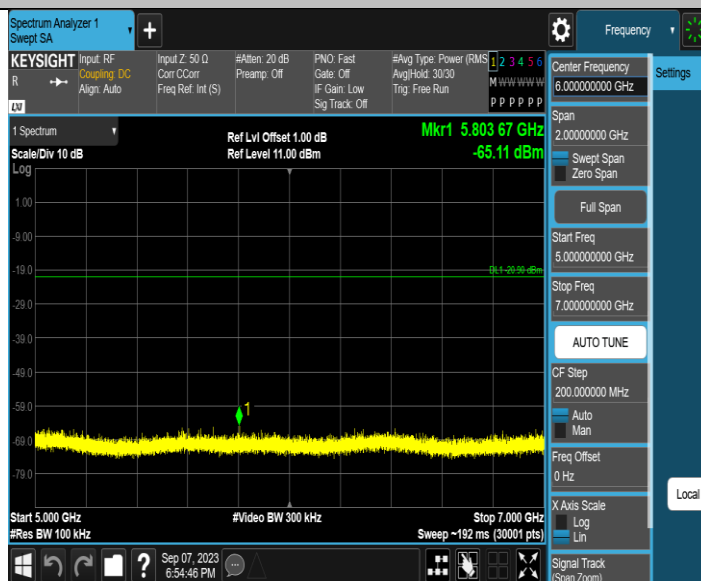 Spectrum Analyzer 1
Swept SA
+
Frequency
KEYSIGHT
R
LXI
Input: RF
Coupling: DC
Align: Auto
Input Z: 50 Ω
Corr CCorr
Freq Ref: Int (S)
#Atten: 20 dB
Preamp: Off
PNO: Fast
Gate: Off
IF Gain: Low
Sig Track: Off
#Avg Type: Power (RMS
Avg|Hold: 30/30
Trig: Free Run
1 2 3 4 5 6
M W W W W W
P P P P P P
1 Spectrum
Scale/Div 10 dB
Ref Lvl Offset 1.00 dB
Ref Level 11.00 dBm
Mkr1 5.803 67 GHz
-65.11 dBm
Log
1.00
-9.00
-19.0
DL1 -20.90 dBm
-29.0
-39.0
-49.0
-59.0
1
-69.0
-79.0
Start 5.000 GHz
#Video BW 300 kHz
Stop 7.000 GHz
#Res BW 100 kHz
Sweep ~192 ms (30001 pts)
?
Sep 07, 2023
6:54:46 PM
Center Frequency
6.000000000 GHz
Settings
Span
2.00000000 GHz
Swept Span
Zero Span
Full Span
Start Freq
5.000000000 GHz
Stop Freq
7.000000000 GHz
AUTO TUNE
CF Step
200.000000 MHz
Auto
Man
Freq Offset
0 Hz
X Axis Scale
Log
Lin
Local
Signal Track
(Span Zoom)